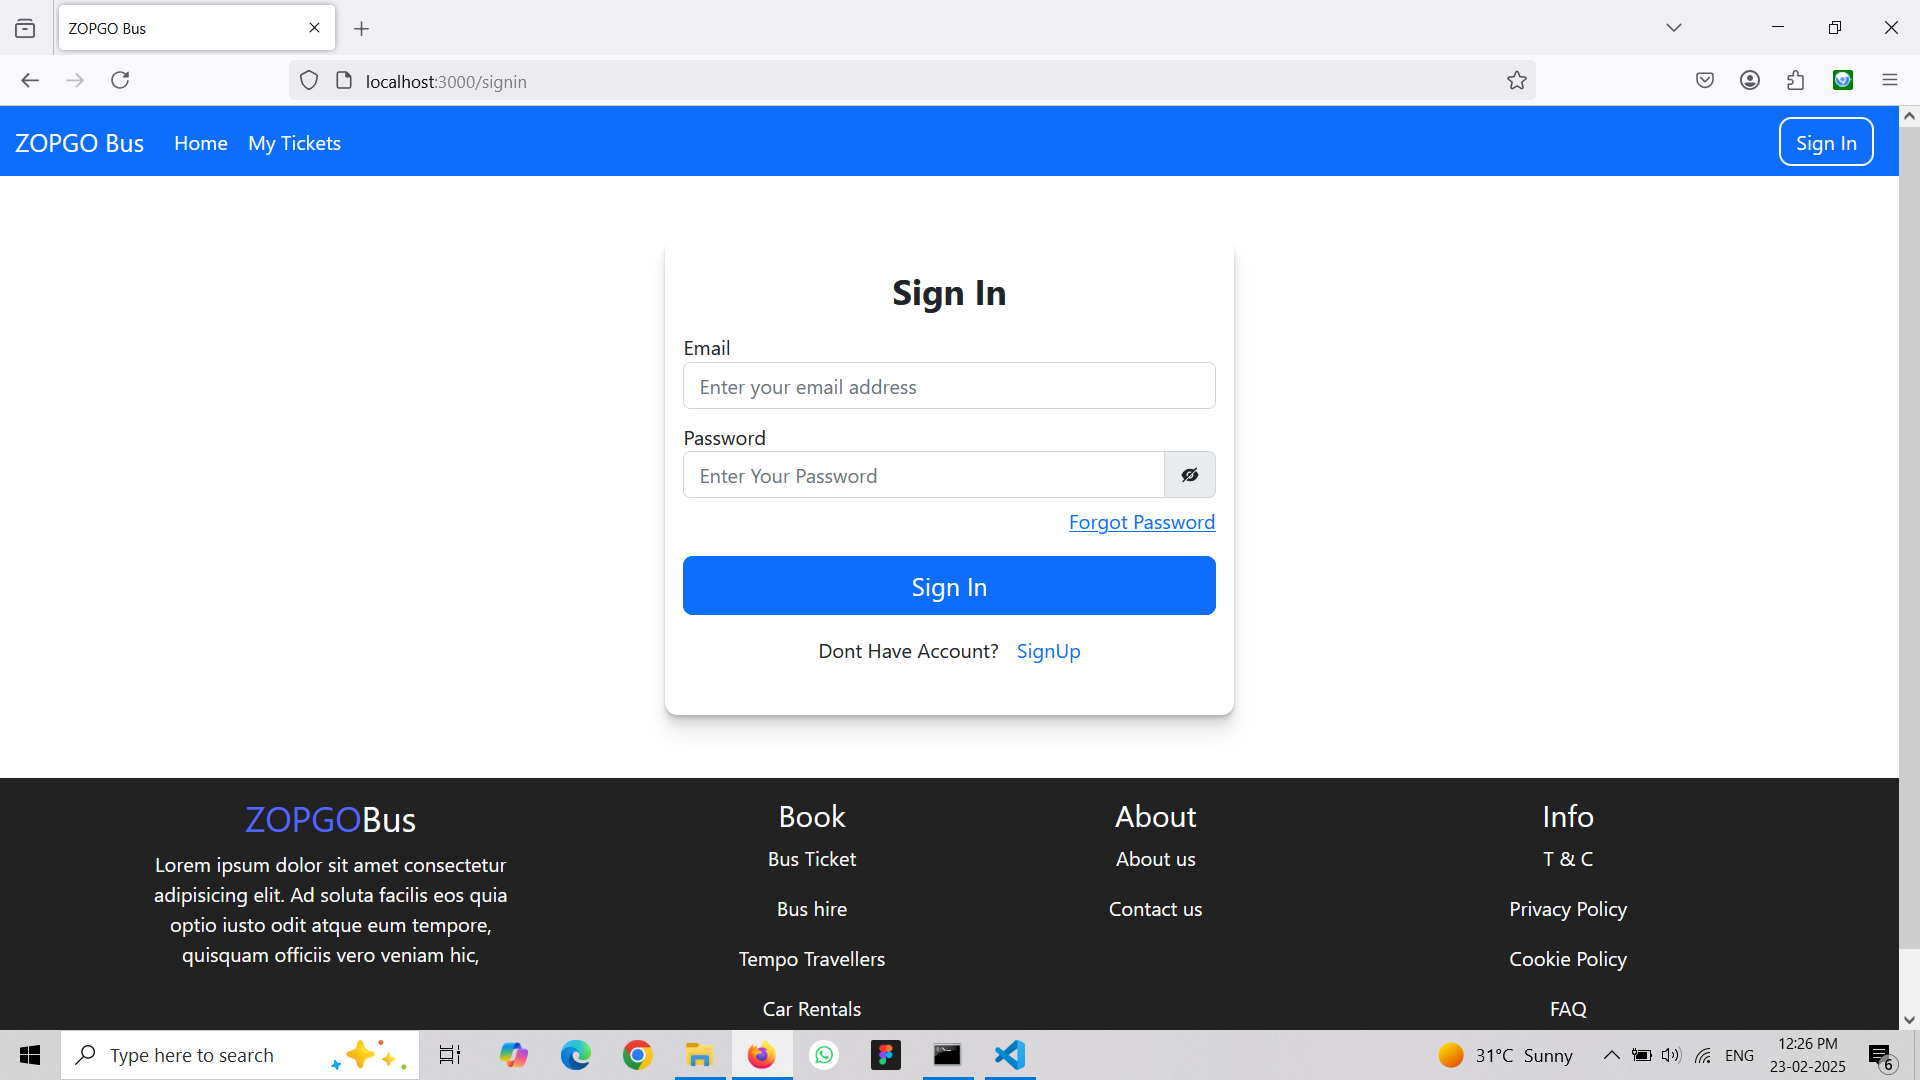 ZOPGO Bus
localhost:3000/signin
ZOPGO Bus Home My Tickets Sign In
Sign In
Email
Enter your email address
Password
Enter Your Password
Forgot Password
Sign In
Dont Have Account? SignUp
ZOPGOBus
Lorem ipsum dolor sit amet consectetur
adipisicing elit. Ad soluta facilis eos quia
optio iusto odit atque eum tempore,
quisquam officiis vero veniam hic,
Book
Bus Ticket
Bus hire
Tempo Travellers
Car Rentals
About
About us
Contact us
Info
T & C
Privacy Policy
Cookie Policy
FAQ
Type here to search
31°C Sunny
ENG
12:26 PM
23-02-2025
6